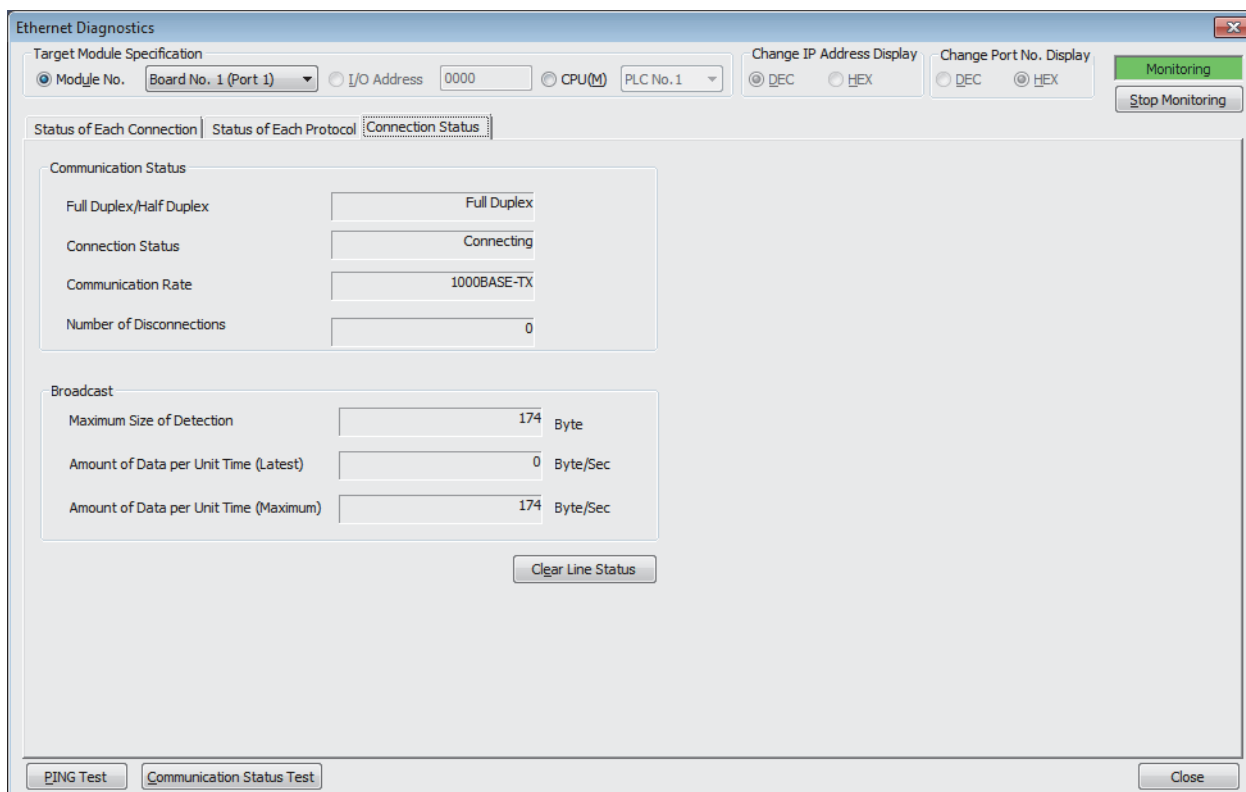 Ethernet Diagnostics
Target Module Specification
Module No. Board No. 1 (Port 1) I/O Address 0000 CPU(M) PLC No.1
Change IP Address Display
DEC HEX
Change Port No. Display
DEC HEX
Monitoring
Stop Monitoring
Status of Each Connection Status of Each Protocol Connection Status
Communication Status
Full Duplex/Half Duplex Full Duplex
Connection Status Connecting
Communication Rate 1000BASE-TX
Number of Disconnections 0
Broadcast
Maximum Size of Detection 174 Byte
Amount of Data per Unit Time (Latest) 0 Byte/Sec
Amount of Data per Unit Time (Maximum) 174 Byte/Sec
Clear Line Status
PING Test Communication Status Test Close